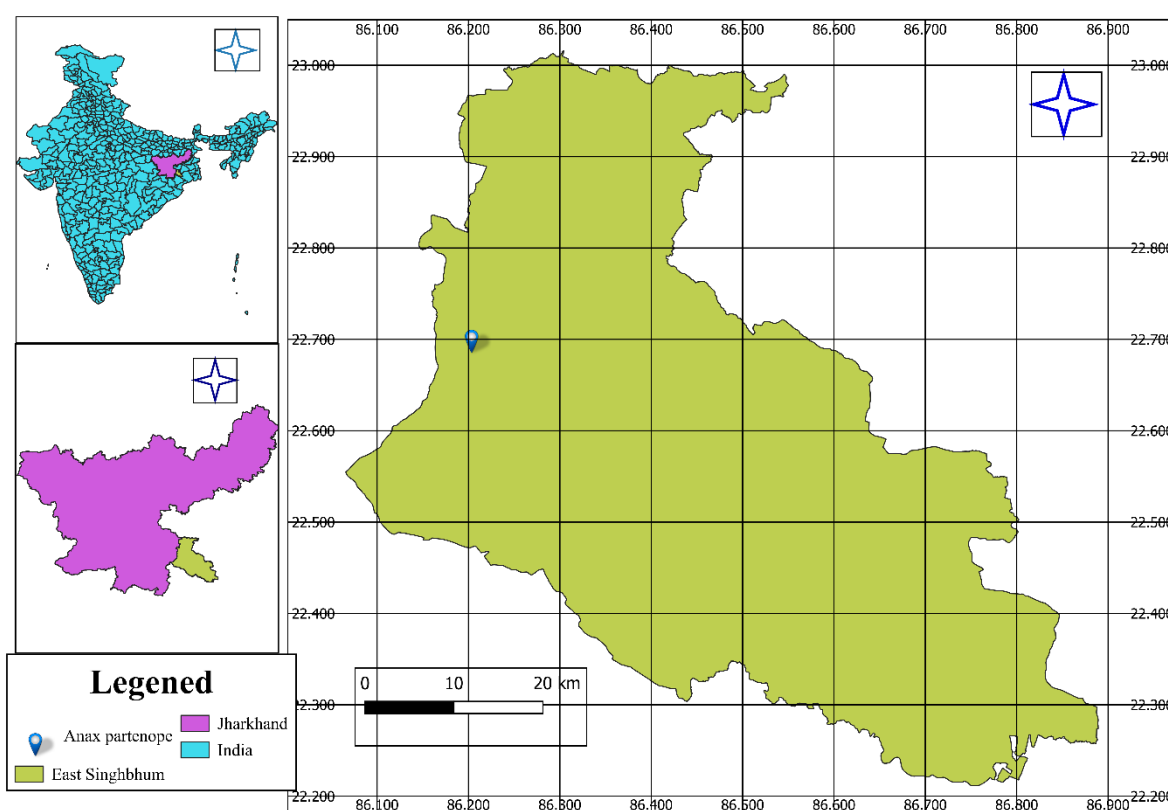 86.100 86.200 86.300 86.400 86.500 86.600 86.700 86.800 86.900
23.000 23.000
22.900 22.900
22.800 22.800
22.700 22.700
22.600 22.600
22.500 22.500
22.400 22.400
22.300 22.300
22.200 22.200
86.100 86.200 86.300 86.400 86.500 86.600 86.700 86.800 86.900
0 10 20 km
Legened
Anax partenope
Jharkhand
India
East Singhbhum